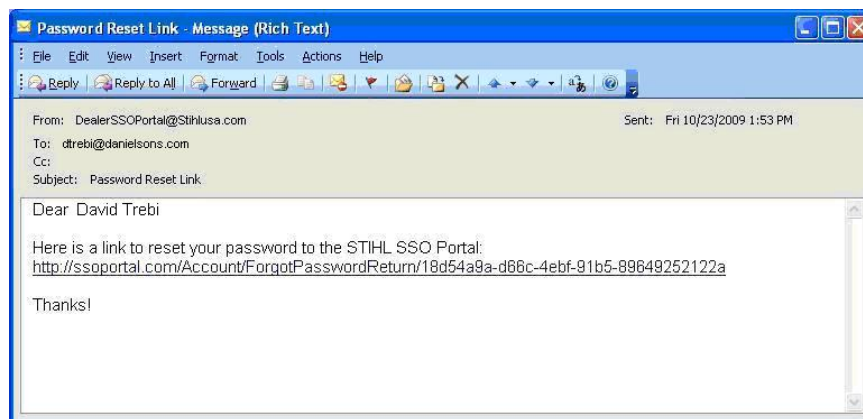 Password Reset Link - Message (Rich Text)
File Edit View Insert Format Tools Actions Help
Reply Reply to All Forward
From: DealerSSOPortal@Stihlusa.com Sent: Fri 10/23/2009 1:53 PM
To: dtrebi@danielsons.com
Cc:
Subject: Password Reset Link
Dear David Trebi
Here is a link to reset your password to the STIHL SSO Portal:
http://ssoportal.com/Account/ForgotPasswordReturn/18d54a9a-d66c-4ebf-91b5-89649252122a
Thanks!